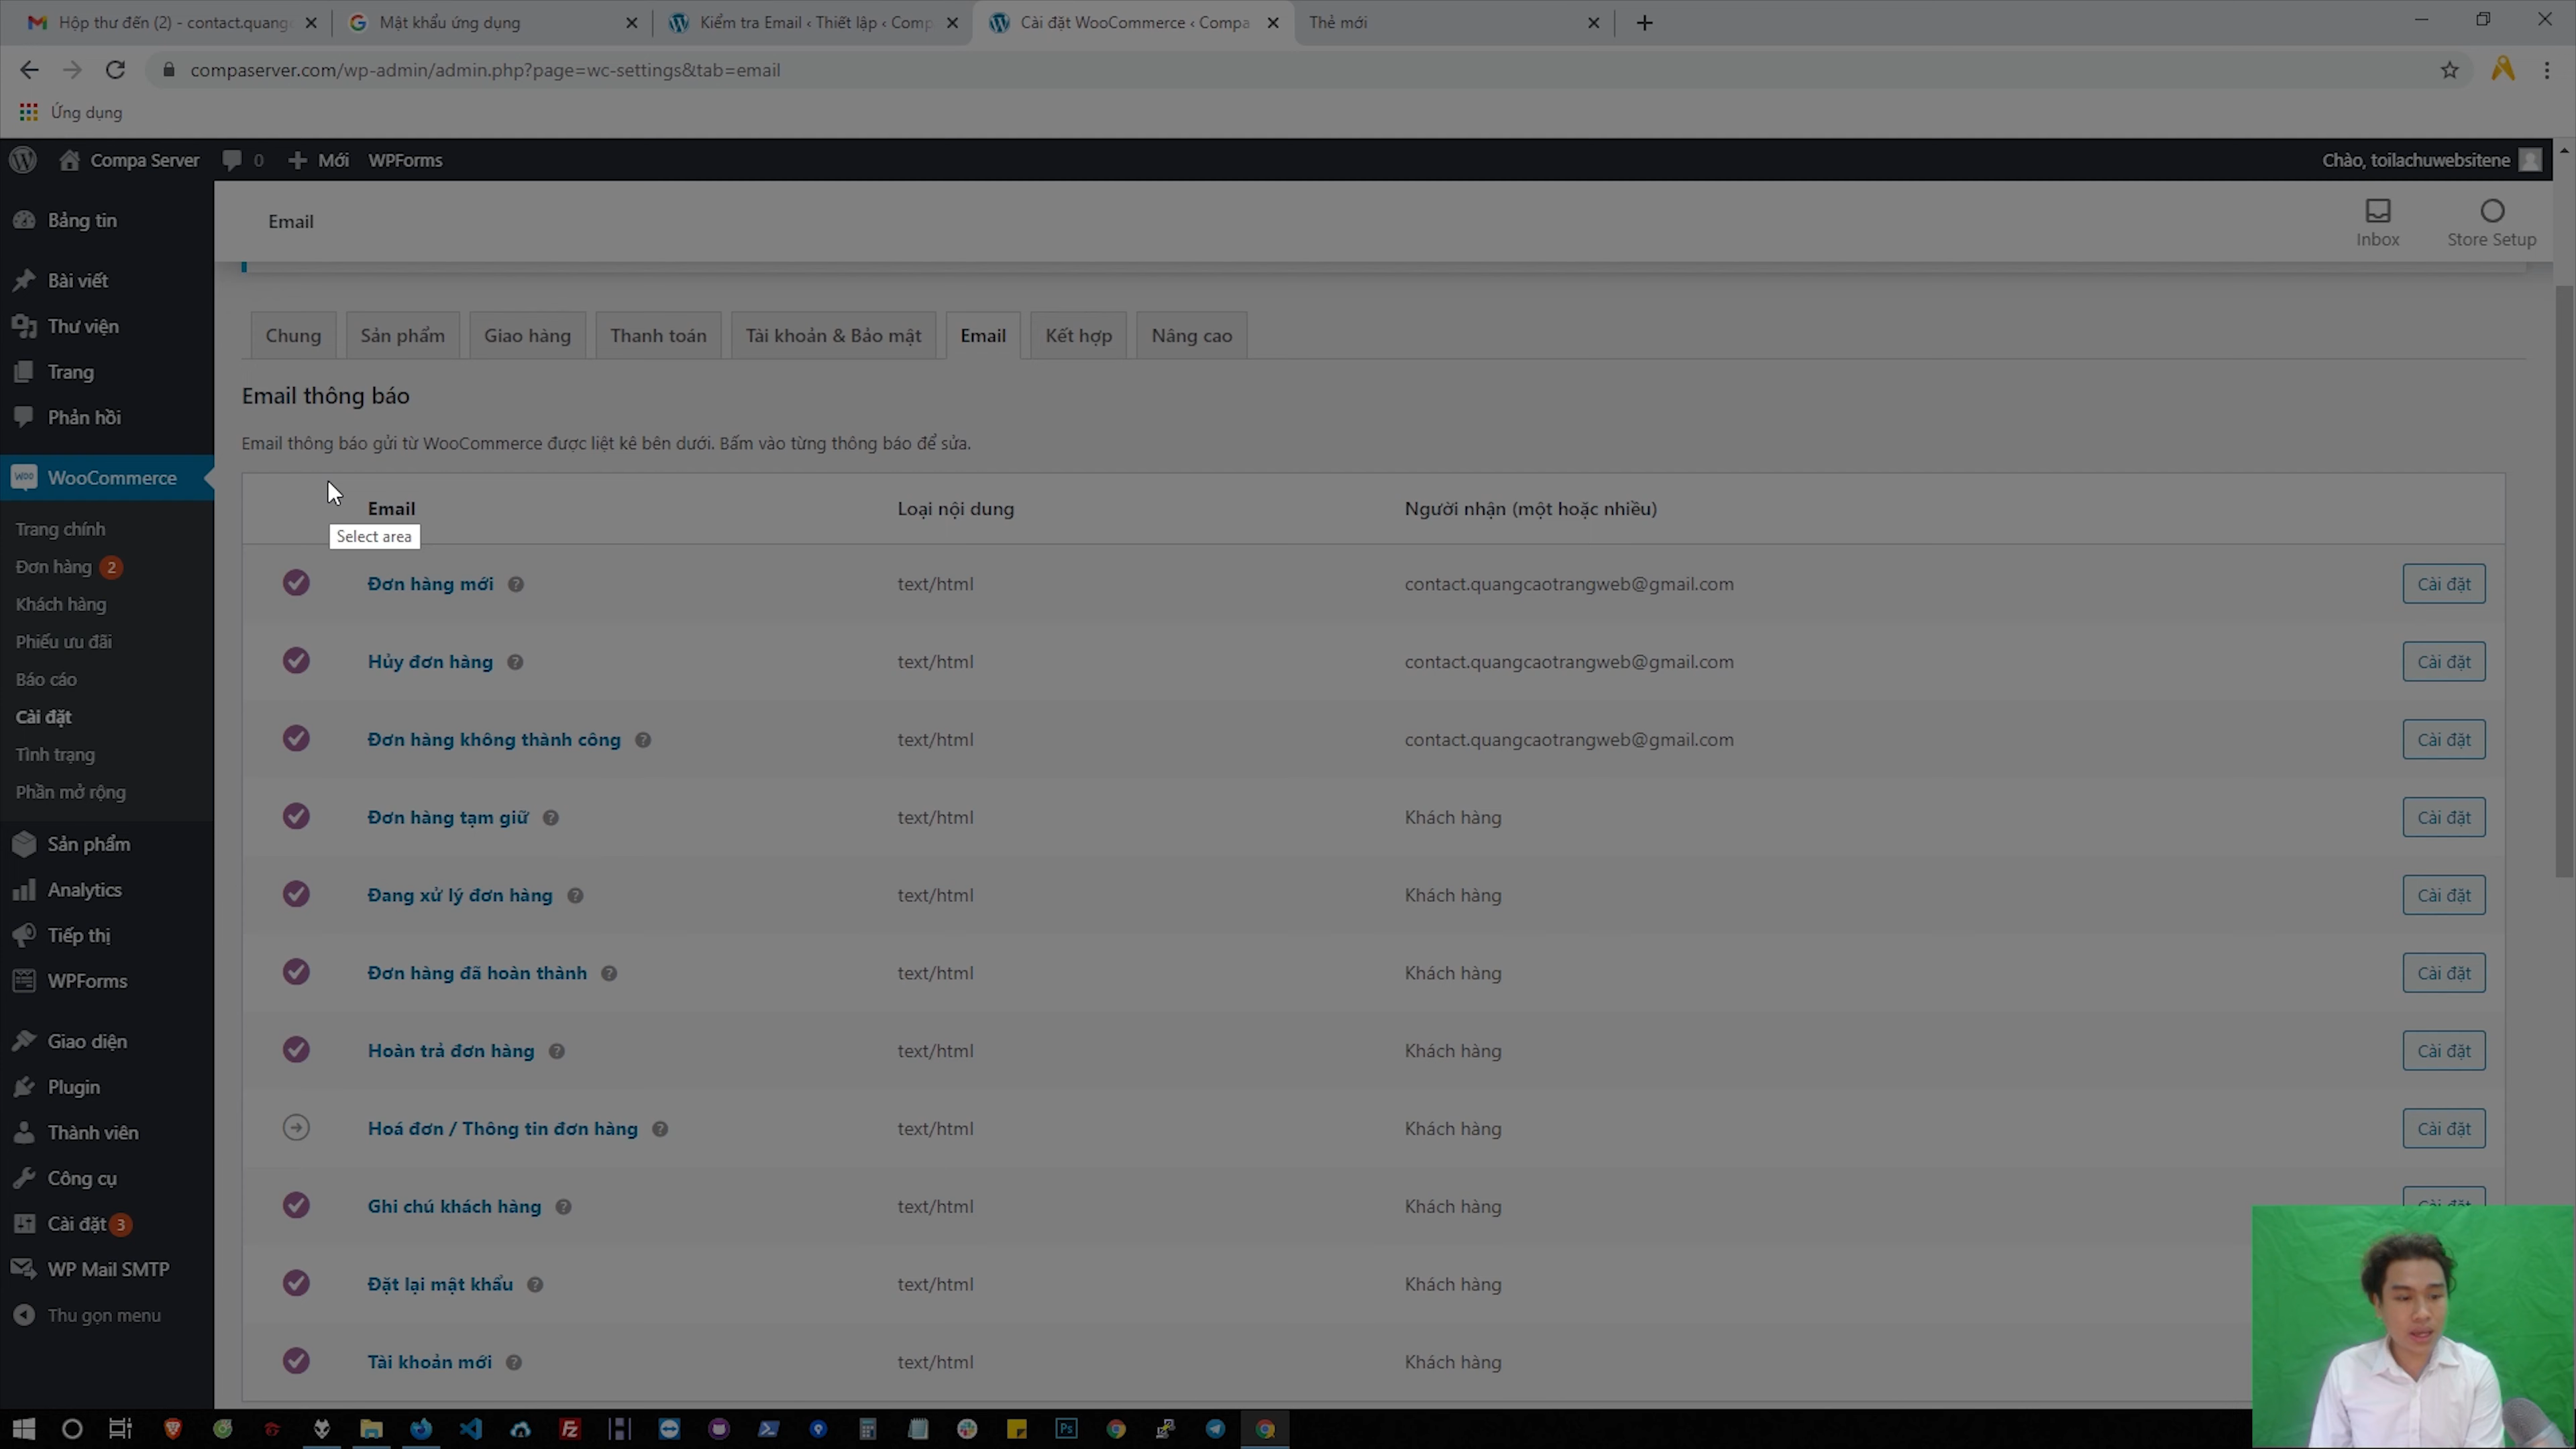 Hộp thư đến (2) - contact.quang
Mật khẩu ứng dụng
Kiểm tra Email ‹ Thiết lập ‹ Comp
Cài đặt WooCommerce ‹ Compa
Thẻ mới
compaserver.com/wp-admin/admin.php?page=wc-settings&tab=email
Ứng dụng
Compa Server
0
Mới
WPForms
Chào, toilachuwebsitene
Bảng tin
Bài viết
Thư viện
Trang
Phản hồi
WooCommerce
Trang chính
Đơn hàng 2
Khách hàng
Phiếu ưu đãi
Báo cáo
Cài đặt
Tình trạng
Phần mở rộng
Sản phẩm
Analytics
Tiếp thị
WPForms
Giao diện
Plugin
Thành viên
Công cụ
Cài đặt 3
WP Mail SMTP
Thu gọn menu
Email
Inbox
Store Setup
Chung
Sản phẩm
Giao hàng
Thanh toán
Tài khoản & Bảo mật
Email
Kết hợp
Nâng cao
Email thông báo
Email thông báo gửi từ WooCommerce được liệt kê bên dưới. Bấm vào từng thông báo để sửa.
Email Loại nội dung Người nhận (một hoặc nhiều)
Select area
Đơn hàng mới text/html contact.quangcaotrangweb@gmail.com Cài đặt
Hủy đơn hàng text/html contact.quangcaotrangweb@gmail.com Cài đặt
Đơn hàng không thành công text/html contact.quangcaotrangweb@gmail.com Cài đặt
Đơn hàng tạm giữ text/html Khách hàng Cài đặt
Đang xử lý đơn hàng text/html Khách hàng Cài đặt
Đơn hàng đã hoàn thành text/html Khách hàng Cài đặt
Hoàn trả đơn hàng text/html Khách hàng Cài đặt
Hoá đơn / Thông tin đơn hàng text/html Khách hàng Cài đặt
Ghi chú khách hàng text/html Khách hàng
Đặt lại mật khẩu text/html Khách hàng
Tài khoản mới text/html Khách hàng